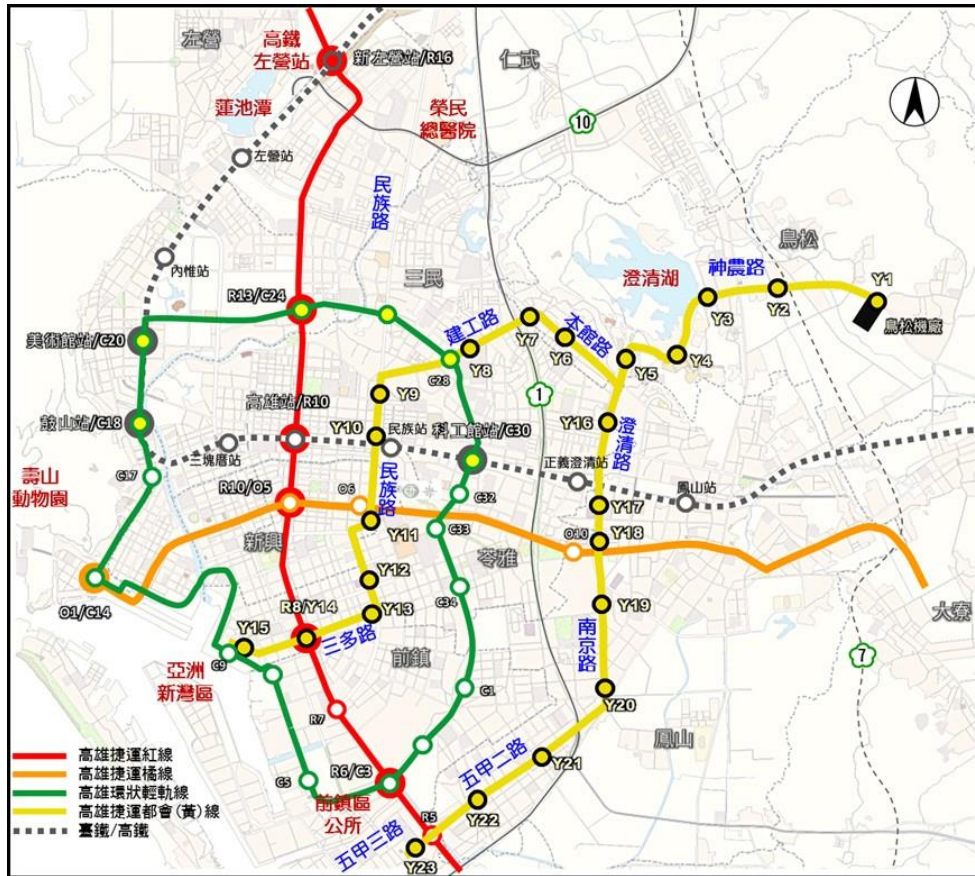 左營
高鐵
左營站
新左營站/R16
仁武
蓮池潭
榮民
總醫院
10
左營站
民族路
內惟站
三民
澄清湖
神農路
鳥松
Y1
Y2
Y3
鳥松機廠
R13/C24
建工路
Y7
本館路
Y6
美術館站/C20
Y8
Y5
Y4
C28
Y9
1
鼓山站/C18
高雄站/R10
Y10
民族站
科工館站/C30
Y16
澄清路
三塊厝站
正義澄清站
鳳山站
C17
壽山
動物園
R10/O5
O6
民族路
C32
Y17
Y11
C33
Y18
新興
苓雅
O10
Y12
C34
O1/C14
R8/Y14
Y13
Y19
大寮
Y15
三多路
南京路
C9
前鎮
7
亞洲
新灣區
C1
Y20
R7
鳳山
五甲二路
Y21
C5
R6/C3
前鎮區
公所
Y22
R5
五甲三路
Y23
高雄捷運紅線
高雄捷運橘線
高雄環狀輕軌線
高雄捷運都會(黃)線
臺鐵/高鐵